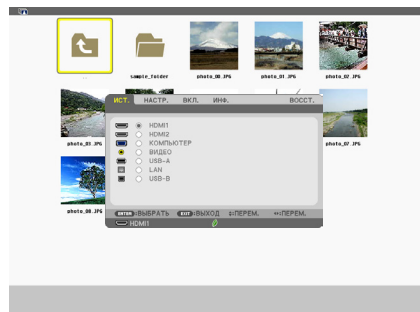 ..
sample_folder
photo_00.JPG
photo_01.JPG
photo_02.JPG
ИСТ. НАСТР. ВКЛ. ИНФ. ВОССТ.
HDMI1
HDMI2
КОМПЬЮТЕР
ВИДЕО
USB-A
LAN
USB-B
photo_03.JPG
photo_07.JPG
photo_08.JPG
ENTER :ВЫБРАТЬ EXIT :ВЫХОД ↕:ПЕРЕМ. ↔:ПЕРЕМ.
HDMI1